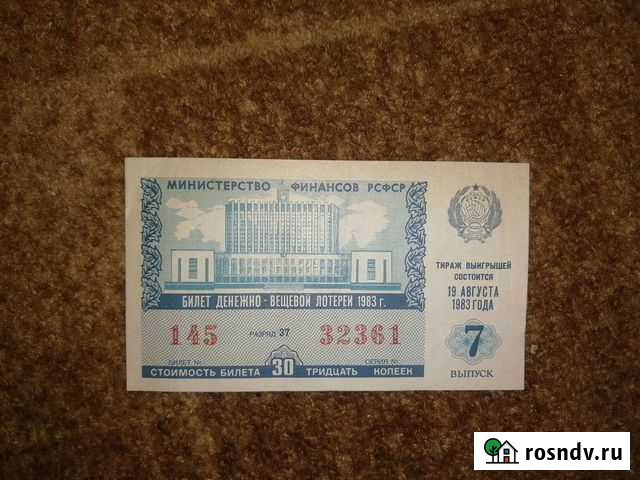 МИНИСТЕРСТВО ФИНАНСОВ РСФСР
БИЛЕТ ДЕНЕЖНО-ВЕЩЕВОЙ ЛОТЕРЕИ 1983 г.
145 РАЗРЯД 37 32361
БИЛЕТ № СЕРИЯ №
СТОИМОСТЬ БИЛЕТА 30 ТРИДЦАТЬ КОПЕЕК
ТИРАЖ ВЫИГРЫШЕЙ
СОСТОИТСЯ
19 АВГУСТА
1983 ГОДА
7
ВЫПУСК
rosndv.ru